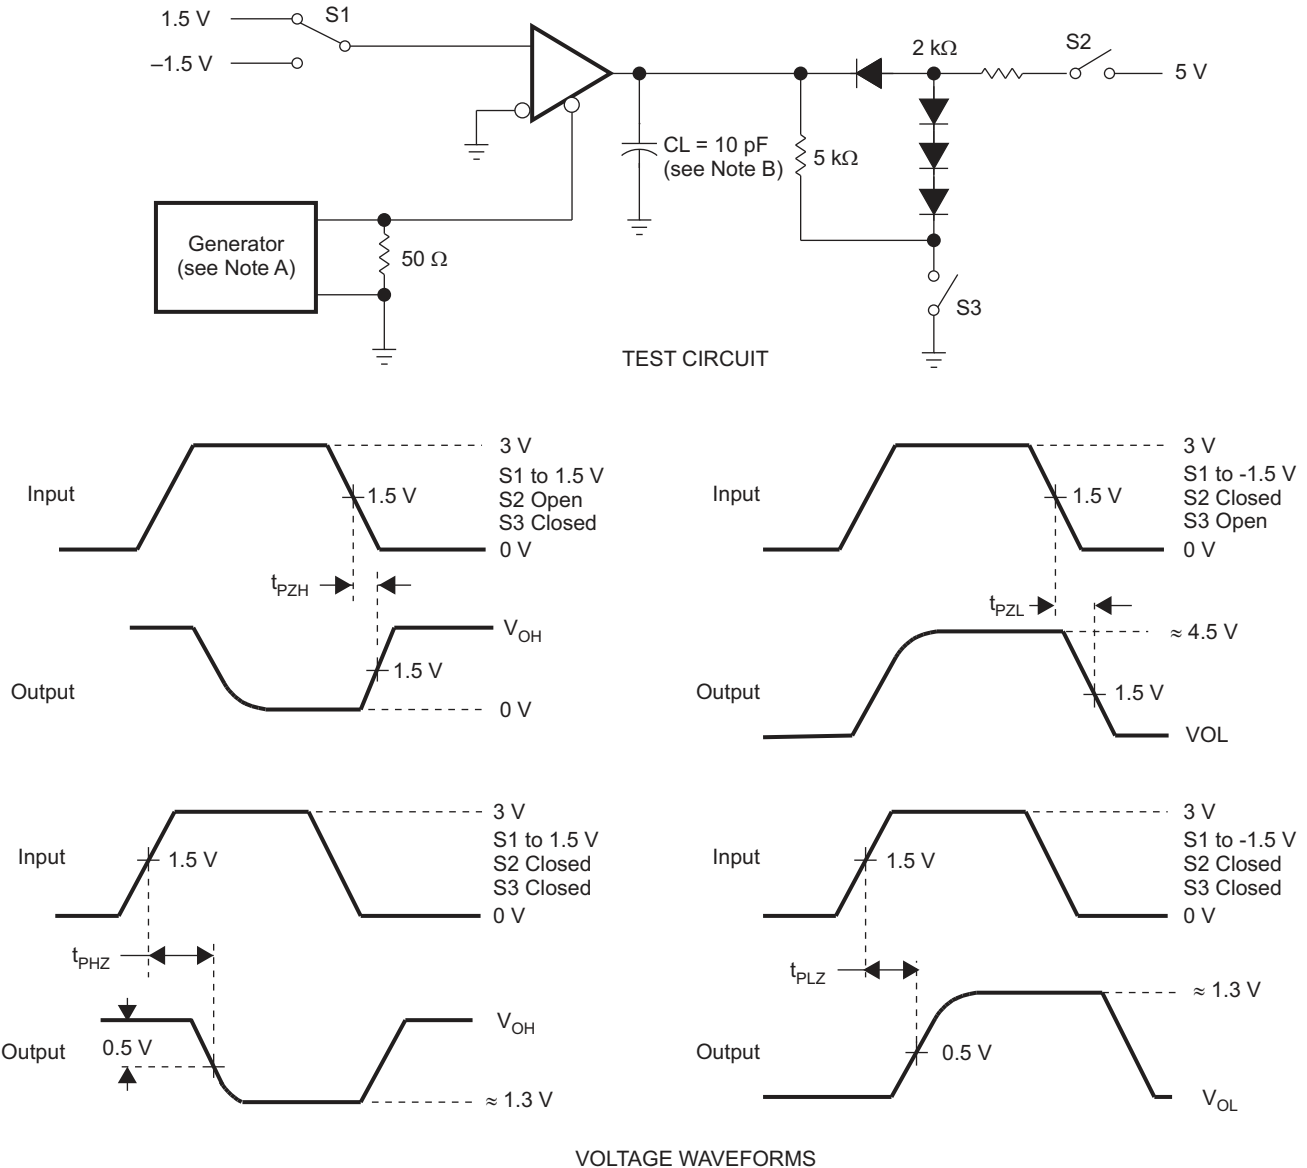 1.5 V
S1
–1.5 V
2 kΩ
S2
5 V
CL = 10 pF
(see Note B)
5 kΩ
Generator
(see Note A)
50 Ω
S3
TEST CIRCUIT
Input
3 V
1.5 V
S1 to 1.5 V
S2 Open
S3 Closed
0 V
tPZH
Output
VOH
1.5 V
0 V
Input
3 V
1.5 V
S1 to -1.5 V
S2 Closed
S3 Open
0 V
tPZL
Output
≈ 4.5 V
1.5 V
VOL
Input
3 V
1.5 V
S1 to 1.5 V
S2 Closed
S3 Closed
0 V
tPHZ
Output
0.5 V
VOH
≈ 1.3 V
Input
3 V
1.5 V
S1 to -1.5 V
S2 Closed
S3 Closed
0 V
tPLZ
Output
≈ 1.3 V
0.5 V
VOL
VOLTAGE WAVEFORMS